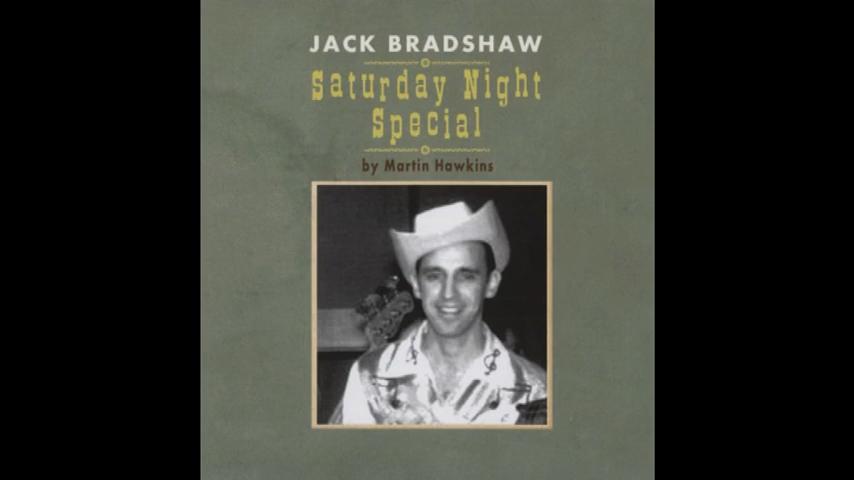 JACK BRADSHAW
Saturday Night
Special
by Martin Hawkins